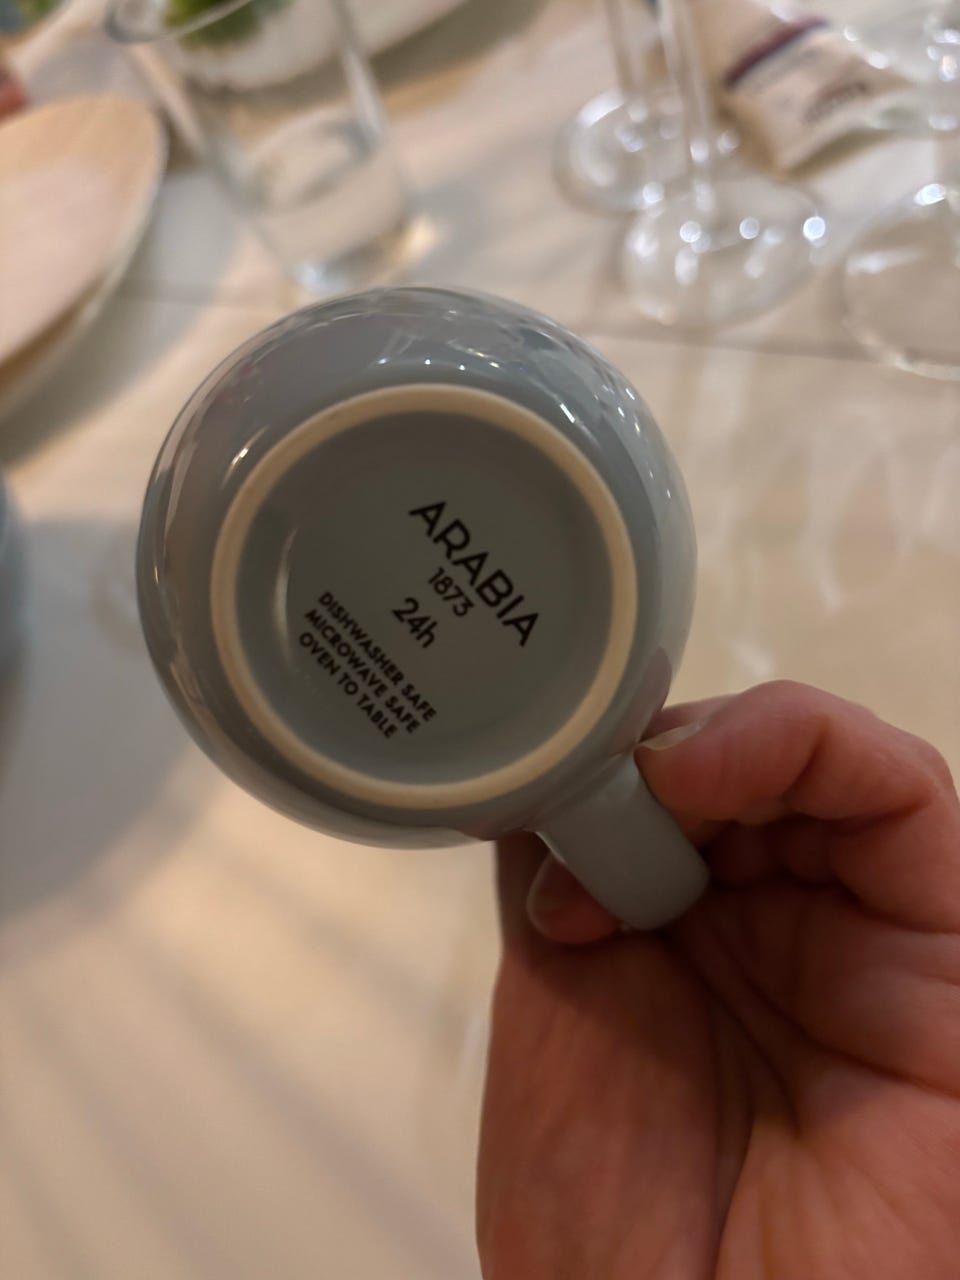 ARABIA
1873
24h
DISHWASHER SAFE
MICROWAVE SAFE
OVEN TO TABLE